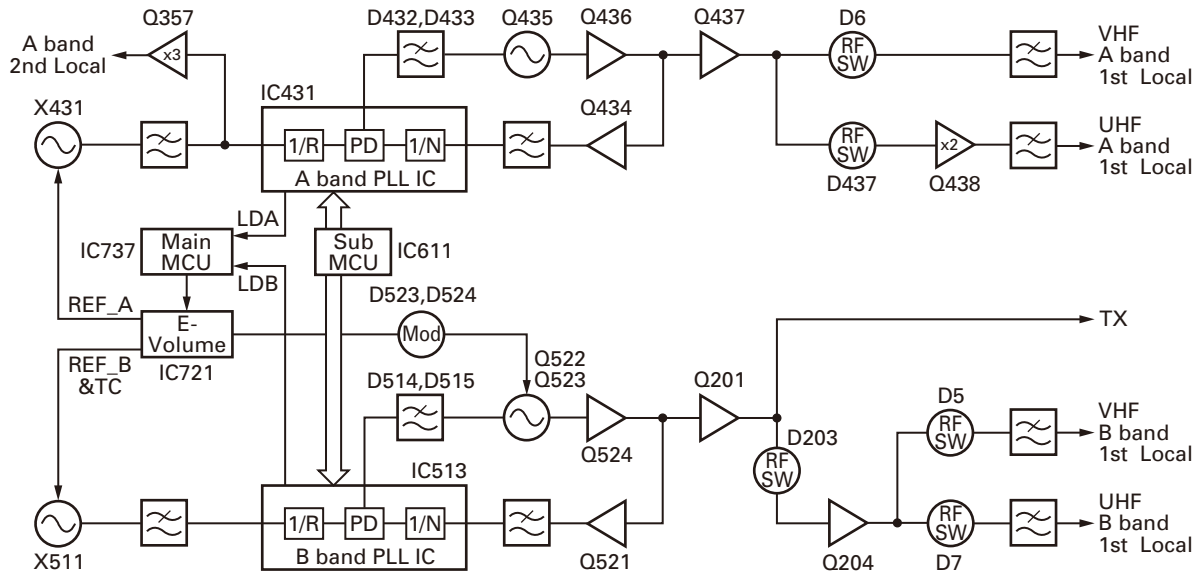 Q357
D432,D433
Q435
Q436
Q437
D6
A band
2nd Local
x3
RF
SW
VHF
A band
1st Local
X431
IC431
Q434
1/R
PD
1/N
A band PLL IC
RF
SW
D437
x2
Q438
UHF
A band
1st Local
LDA
IC737
Main
MCU
Sub
MCU
IC611
LDB
REF_A
E-
Volume
IC721
D523,D524
Mod
TX
REF_B
&TC
D514,D515
Q522
Q523
Q201
D5
Q524
D203
RF
SW
RF
SW
VHF
B band
1st Local
IC513
X511
1/R
PD
1/N
B band PLL IC
Q521
Q204
RF
SW
D7
UHF
B band
1st Local